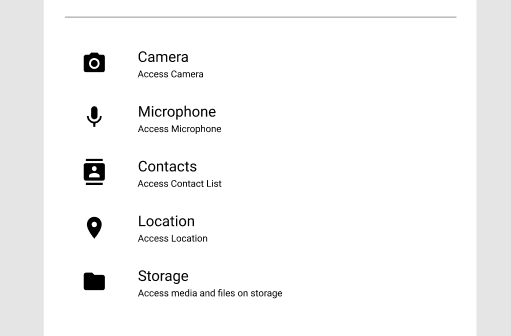 Camera
Access Camera
Microphone
Access Microphone
Contacts
Access Contact List
Location
Access Location
Storage
Access media and files on storage